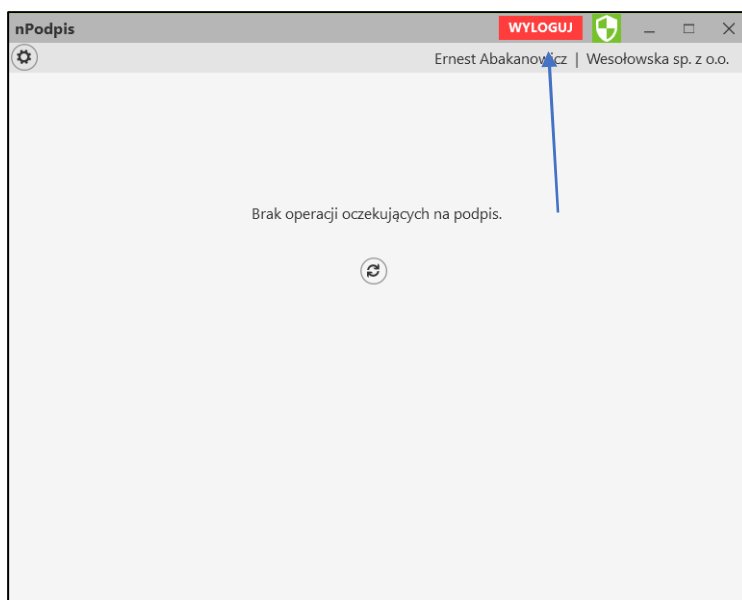 nPodpis WYLOGUJ
Ernest Abakanowicz | Wesołowska sp. z o.o.
Brak operacji oczekujących na podpis.